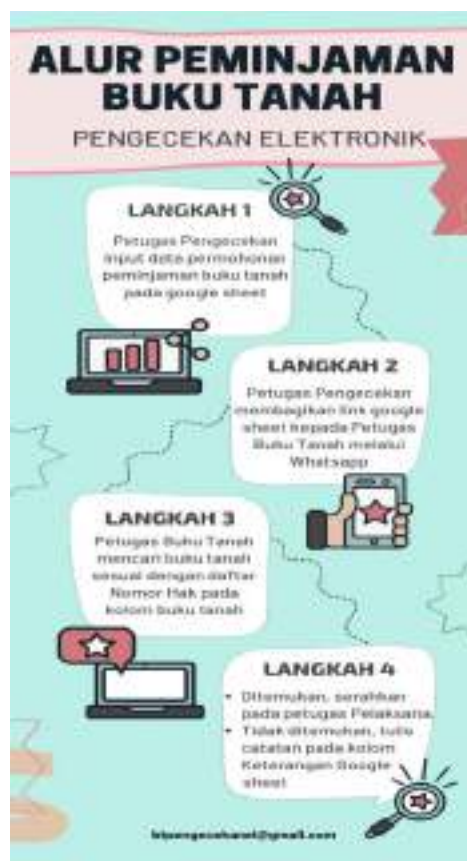 ALUR PEMINJAMAN
BUKU TANAH
PENGECEKAN ELEKTRONIK
LANGKAH 1
Petugas Pengecekan
input data permohonan
peminjaman buku tanah
pada google sheet
LANGKAH 2
Petugas Pengecekan
membagikan link google
sheet kepada Petugas
Buku Tanah melalui
Whatsapp
LANGKAH 3
Petugas Buku Tanah
mencari buku tanah
sesuai dengan daftar
Nomor Hak pada
kolom buku tanah
LANGKAH 4
• Ditemukan, serahkan
pada petugas Pelaksana.
• Tidak ditemukan, tulis
catatan pada kolom
Keterangan Google
sheet